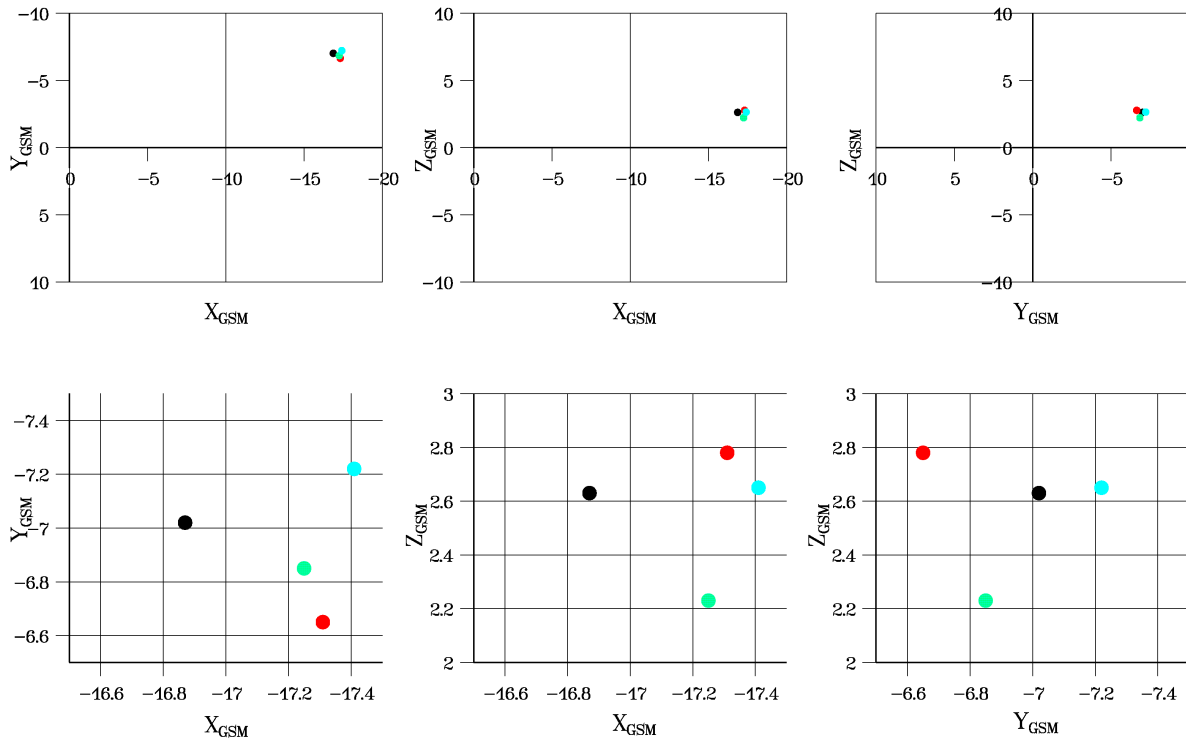 −10 10 10
−5 5 5
0 0 0
5 −5 −5
10 −10 −10
0 −5 −10 −15 −20 0 −5 −10 −15 −20 10 5 0 −5
Y_GSM Z_GSM Z_GSM
X_GSM X_GSM Y_GSM
−7.4 −7.2 −7 −6.8 −6.6
3 2.8 2.6 2.4 2.2 2
3 2.8 2.6 2.4 2.2 2
Y_GSM Z_GSM Z_GSM
−16.6 −16.8 −17 −17.2 −17.4 −16.6 −16.8 −17 −17.2 −17.4 −6.6 −6.8 −7 −7.2 −7.4
X_GSM X_GSM Y_GSM